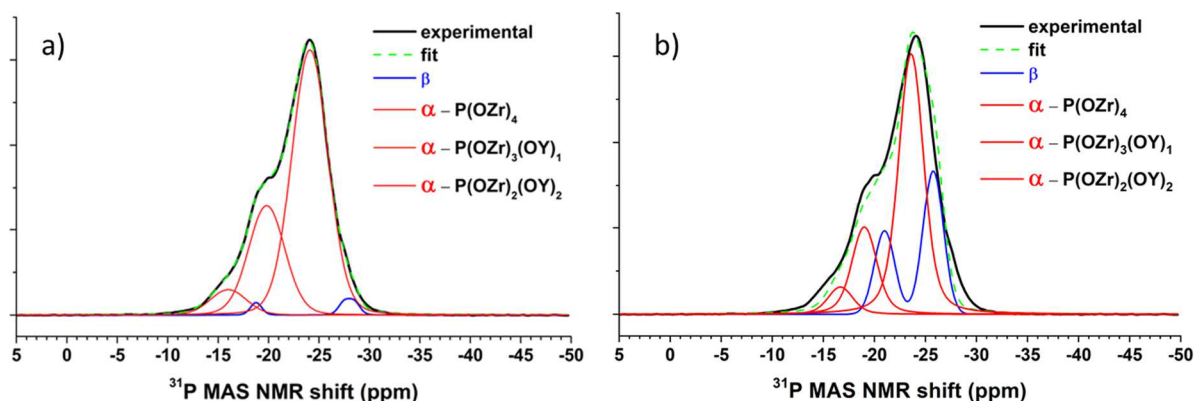 a)
experimental
fit
β
α – P(OZr)₄
α – P(OZr)₃(OY)₁
α – P(OZr)₂(OY)₂
5 0 -5 -10 -15 -20 -25 -30 -35 -40 -45 -50
³¹P MAS NMR shift (ppm)
b)
experimental
fit
β
α – P(OZr)₄
α – P(OZr)₃(OY)₁
α – P(OZr)₂(OY)₂
5 0 -5 -10 -15 -20 -25 -30 -35 -40 -45 -50
³¹P MAS NMR shift (ppm)